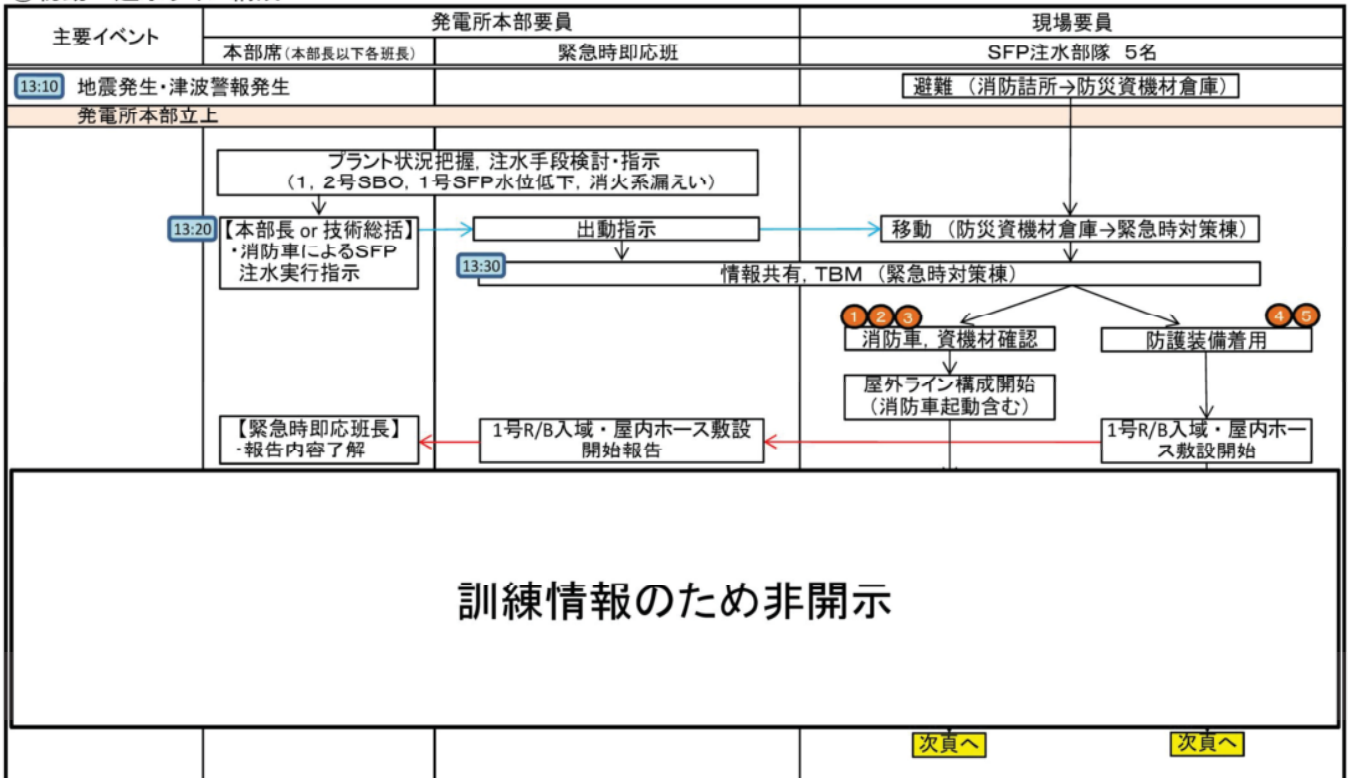 主要イベント
発電所本部要員
現場要員
本部席(本部長以下各班長)
緊急時即応班
SFP注水部隊 5名
13:10 地震発生・津波警報発生
避難 (消防詰所→防災資機材倉庫)
発電所本部立上
プラント状況把握,注水手段検討・指示
(1,2号SBO,1号SFP水位低下,消火系漏えい)
13:20
【本部長 or 技術総括】
・消防車によるSFP
注水実行指示
出動指示
移動 (防災資機材倉庫→緊急時対策棟)
13:30
情報共有,TBM (緊急時対策棟)
1 2 3
消防車,資機材確認
4 5
防護装備着用
屋外ライン構成開始
(消防車起動含む)
【緊急時即応班長】
-報告内容了解
1号R/B入域・屋内ホース敷設
開始報告
1号R/B入域・屋内ホー
ス敷設開始
訓練情報のため非開示
次頁へ
次頁へ